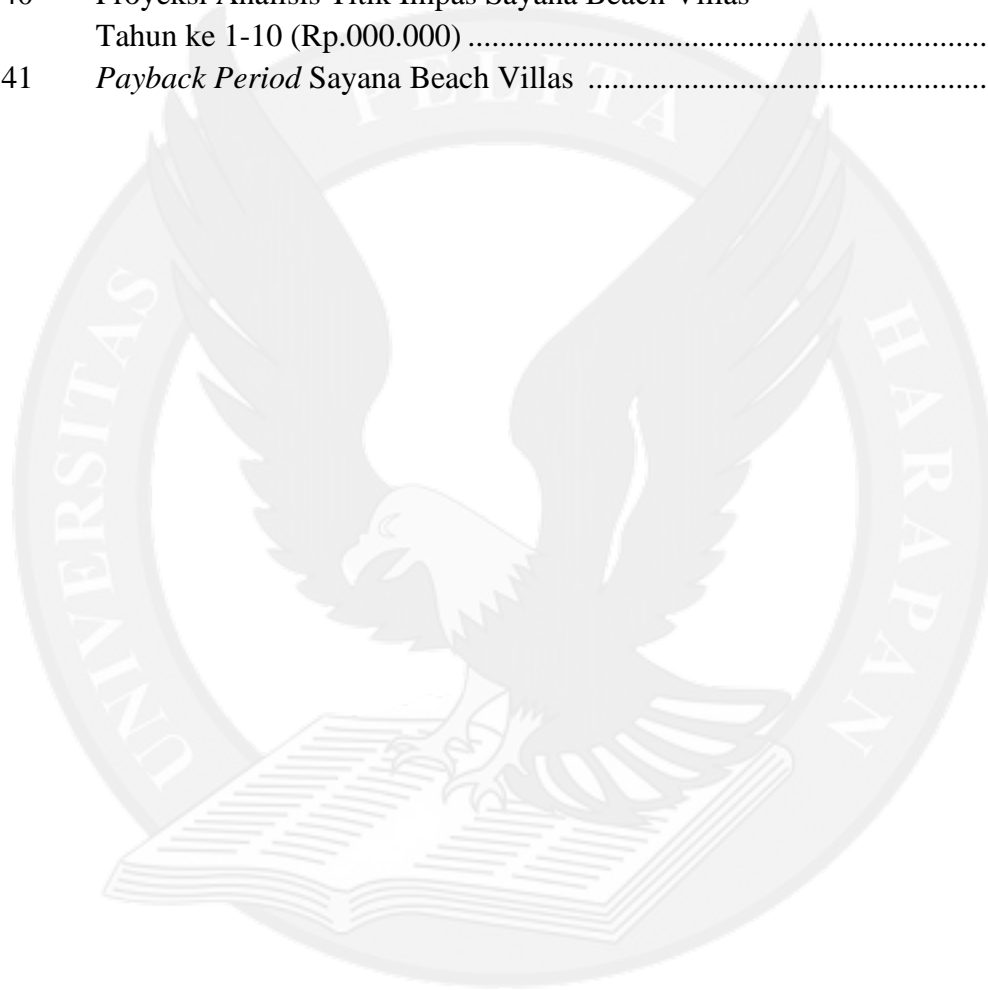 40 Proyeksi Analisis Titik Impas Sayana Beach Villas
Tahun ke 1-10 (Rp.000.000) ..................................................................
41 Payback Period Sayana Beach Villas ..................................................
PELITA
UNIVERSITAS
HARAPAN